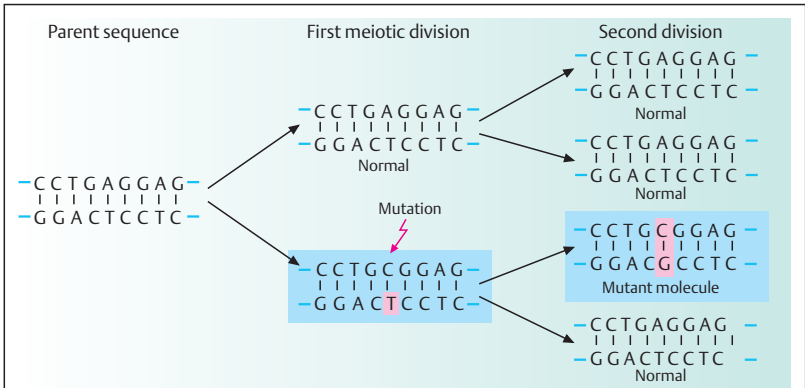 Parent sequence
First meiotic division
Second division
–CCTGAGGAG–
–GGACTCCTC–
–CCTGAGGAG–
–GGACTCCTC–
Normal
Mutation
–CCTGCGGAG–
–GGACTCCTC–
–CCTGAGGAG–
–GGACTCCTC–
Normal
–CCTGAGGAG–
–GGACTCCTC–
Normal
–CCTGCGGAG–
–GGACGCCTC–
Mutant molecule
–CCTGAGGAG –
–GGACTCCTC –
Normal